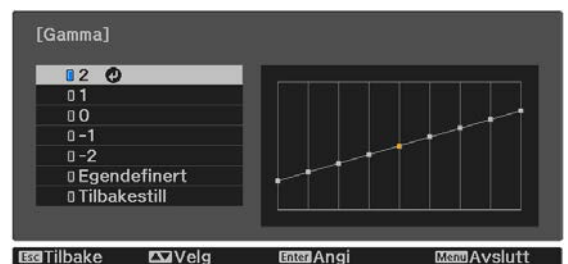 [Gamma]
2
1
0
-1
-2
Egendefinert
Tilbakestill
Esc Tilbake Velg Enter Angi Menu Avslutt